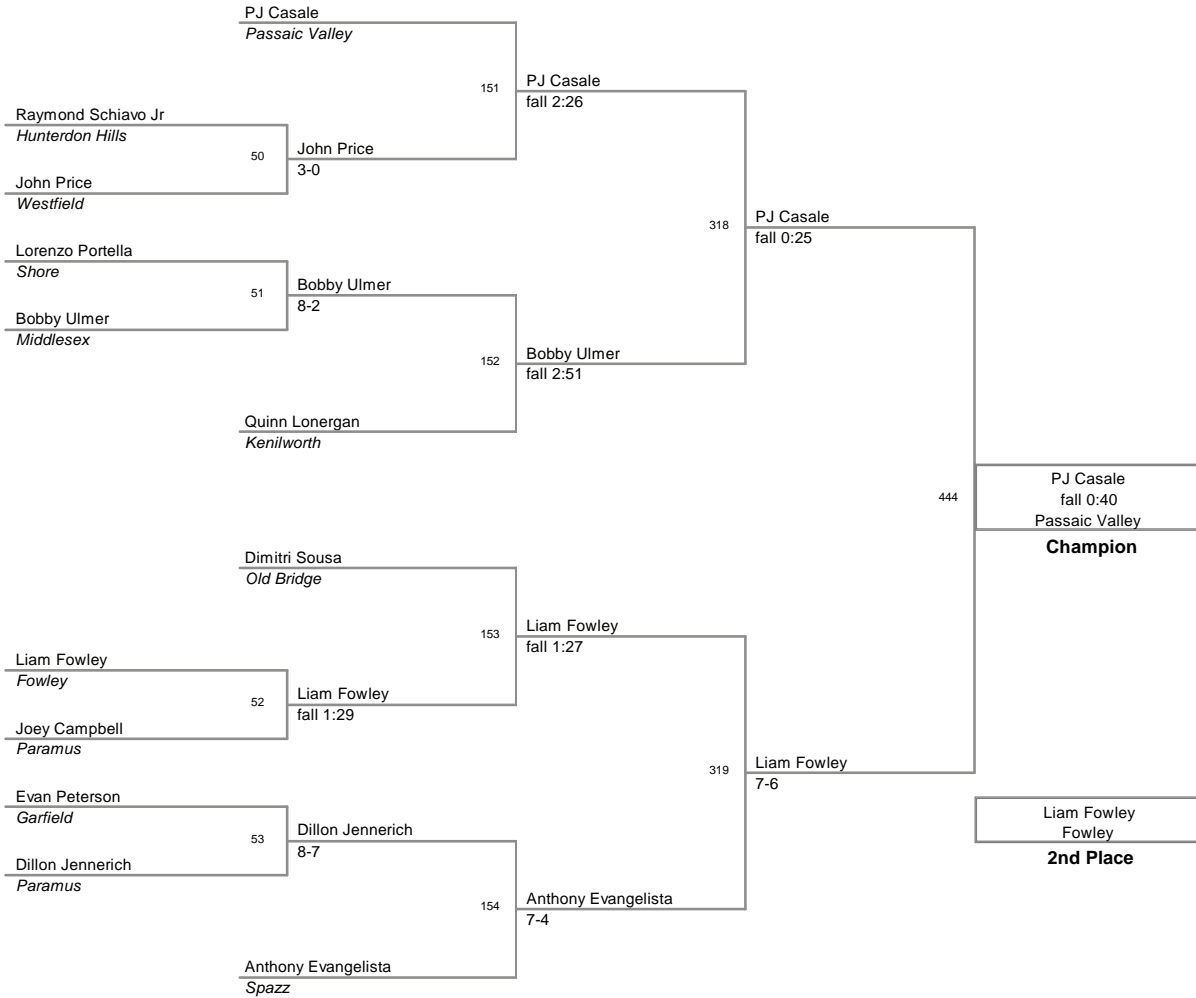 PJ Casale
Passaic Valley
151
PJ Casale
fall 2:26
Raymond Schiavo Jr
Hunterdon Hills
50
John Price
3-0
John Price
Westfield
318
PJ Casale
fall 0:25
Lorenzo Portella
Shore
51
Bobby Ulmer
8-2
Bobby Ulmer
Middlesex
152
Bobby Ulmer
fall 2:51
Quinn Lonergan
Kenilworth
444
PJ Casale
fall 0:40
Passaic Valley
Champion
Dimitri Sousa
Old Bridge
153
Liam Fowley
fall 1:27
Liam Fowley
Fowley
52
Liam Fowley
fall 1:29
Joey Campbell
Paramus
319
Liam Fowley
7-6
Evan Peterson
Garfield
53
Dillon Jennerich
8-7
Dillon Jennerich
Paramus
Liam Fowley
Fowley
2nd Place
154
Anthony Evangelista
7-4
Anthony Evangelista
Spazz